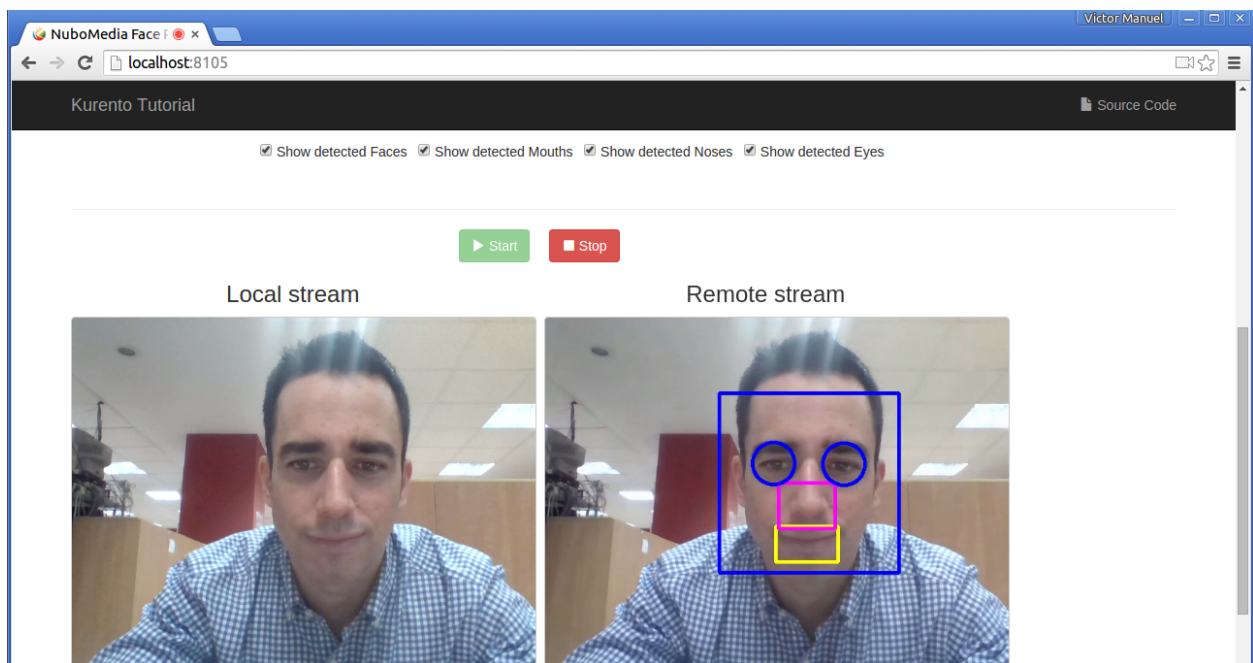 Victor Manuel
NuboMedia Face
localhost:8105
Kurento Tutorial
Source Code
Show detected Faces Show detected Mouths Show detected Noses Show detected Eyes
Start Stop
Local stream Remote stream